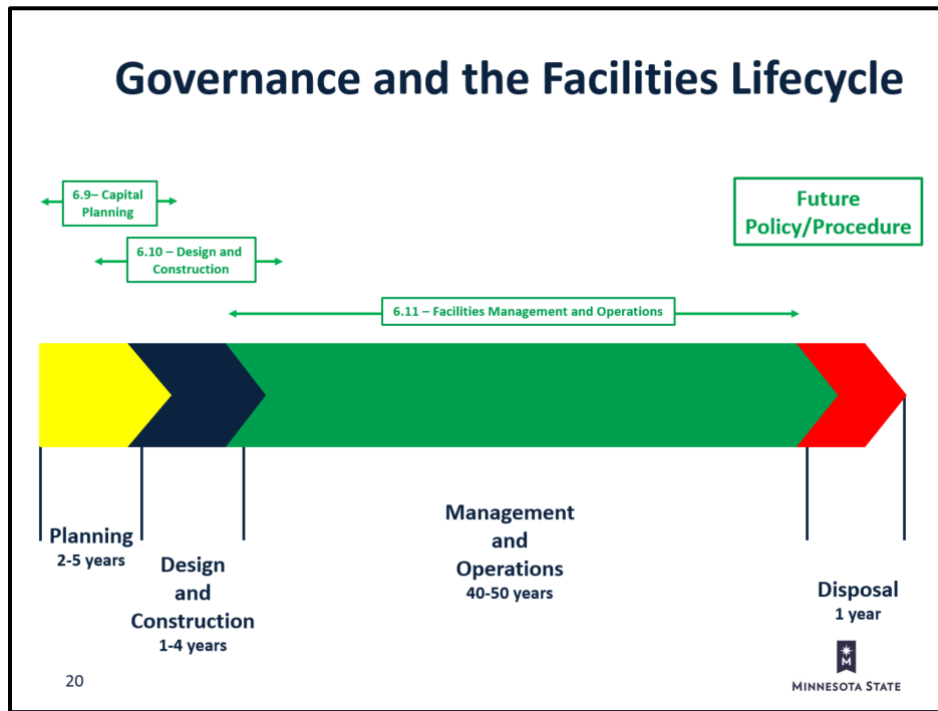 Governance and the Facilities Lifecycle
6.9– Capital
Planning
Future
Policy/Procedure
6.10 – Design and
Construction
6.11 – Facilities Management and Operations
Planning
2-5 years
Design
and
Construction
1-4 years
Management
and
Operations
40-50 years
Disposal
1 year
20
M
MINNESOTA STATE